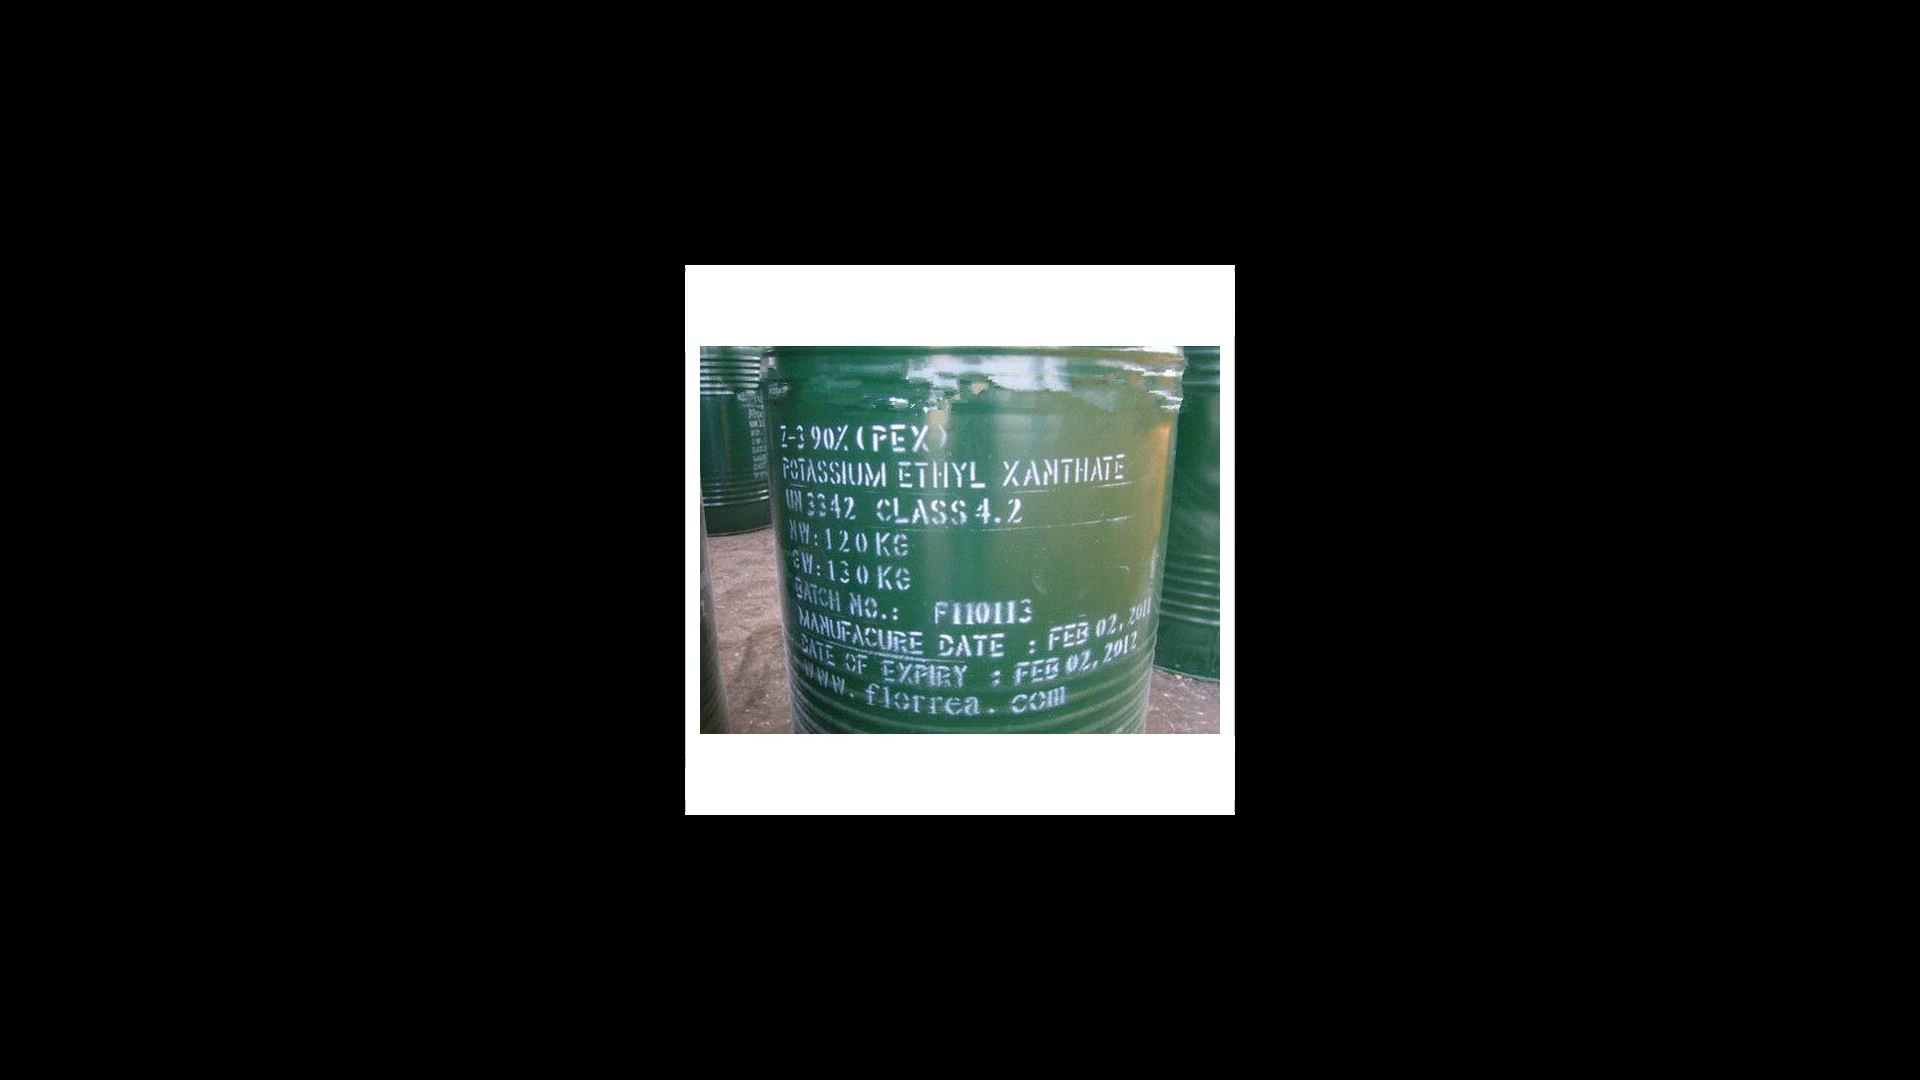 Z-3 90% (PEX)
POTASSIUM ETHYL XANTHATE
UN 3342 CLASS 4.2
NW: 120 KG
GW: 130 KG
BATCH NO.: F110113
MANUFACURE DATE : FEB 02, 2011
DATE OF EXPIRY : FEB 02, 2012
WWW. florrea. com